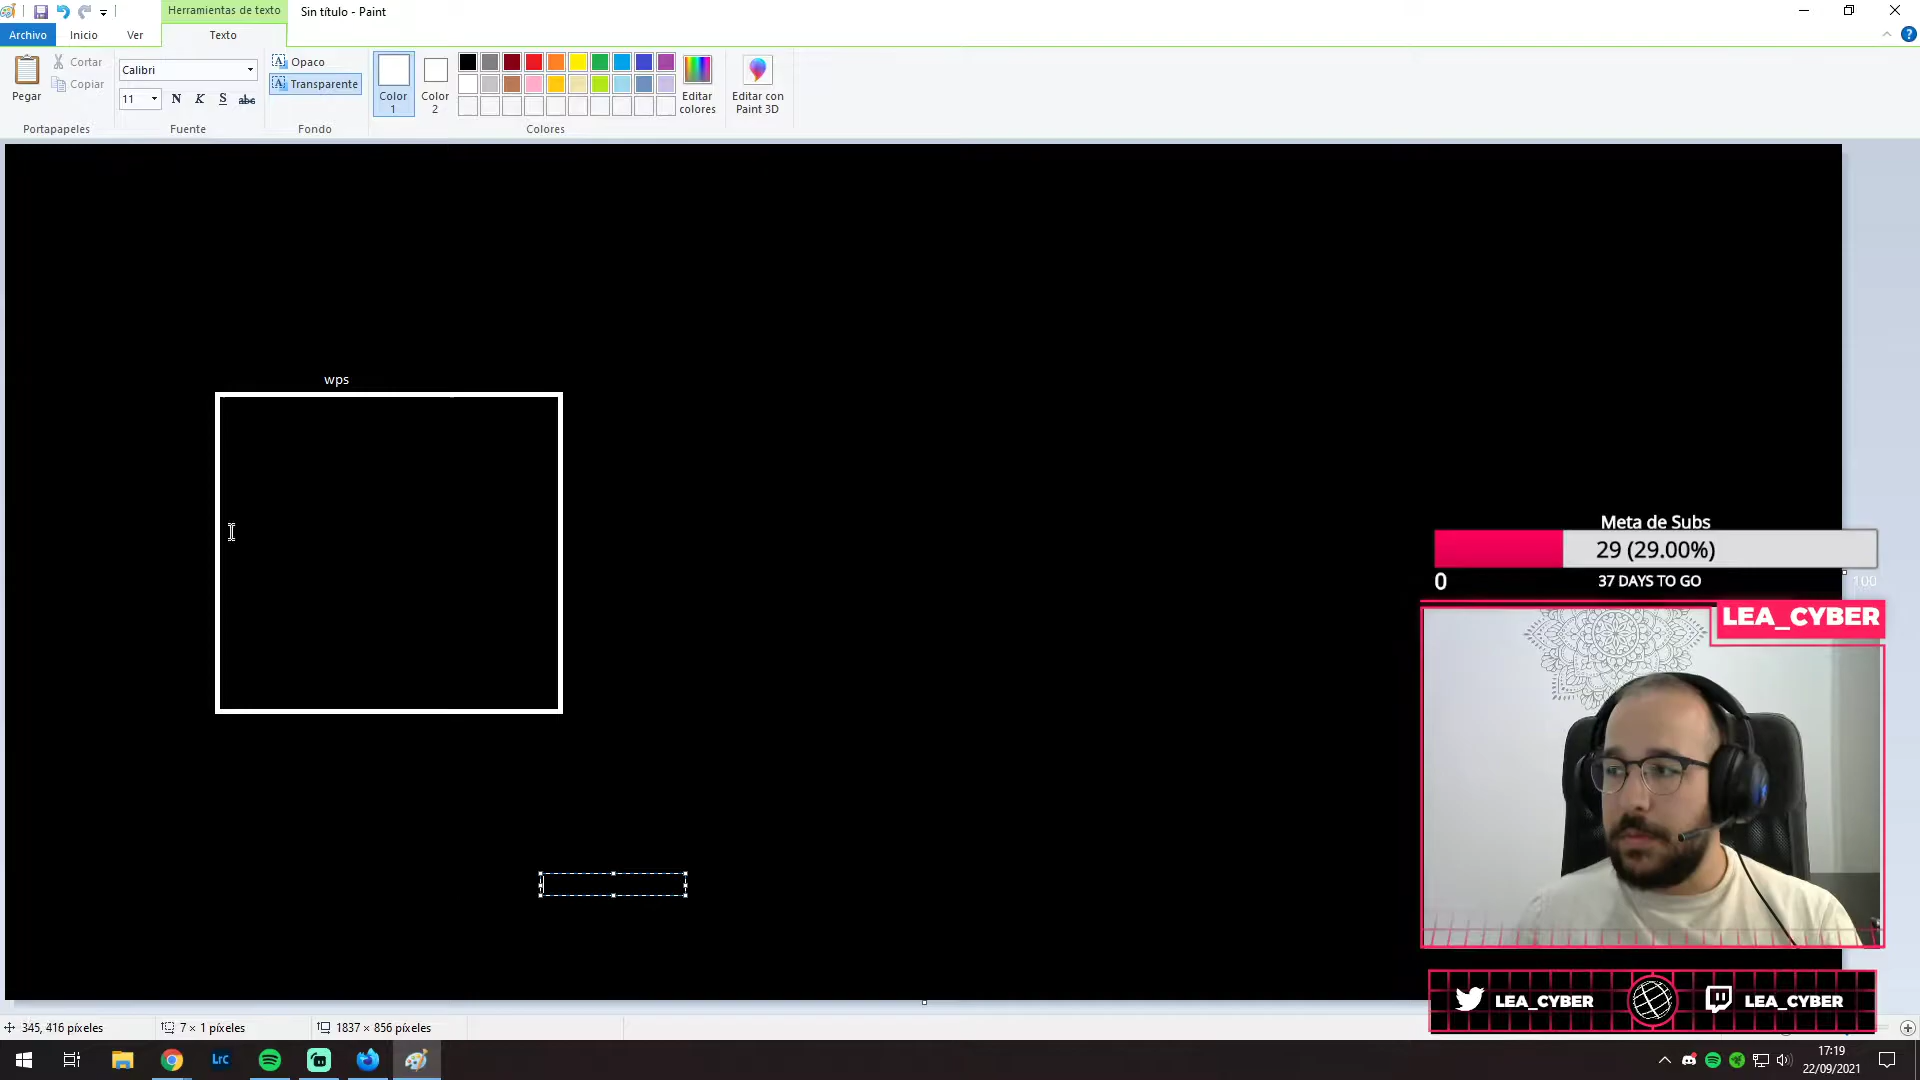 Herramientas de texto
Sin título - Paint
Archivo
Inicio
Ver
Texto
Pegar
Cortar
Copiar
Portapapeles
Calibri
11
N
K
S
abc
Fuente
Opaco
Transparente
Fondo
Color
1
Color
2
Editar
colores
Colores
Editar con
Paint 3D
wps
Meta de Subs
29 (29.00%)
0
37 DAYS TO GO
100
LEA_CYBER
LEA_CYBER
LEA_CYBER
345, 416 píxeles
7 × 1 píxeles
1837 × 856 píxeles
Lrc
17:19
22/09/2021